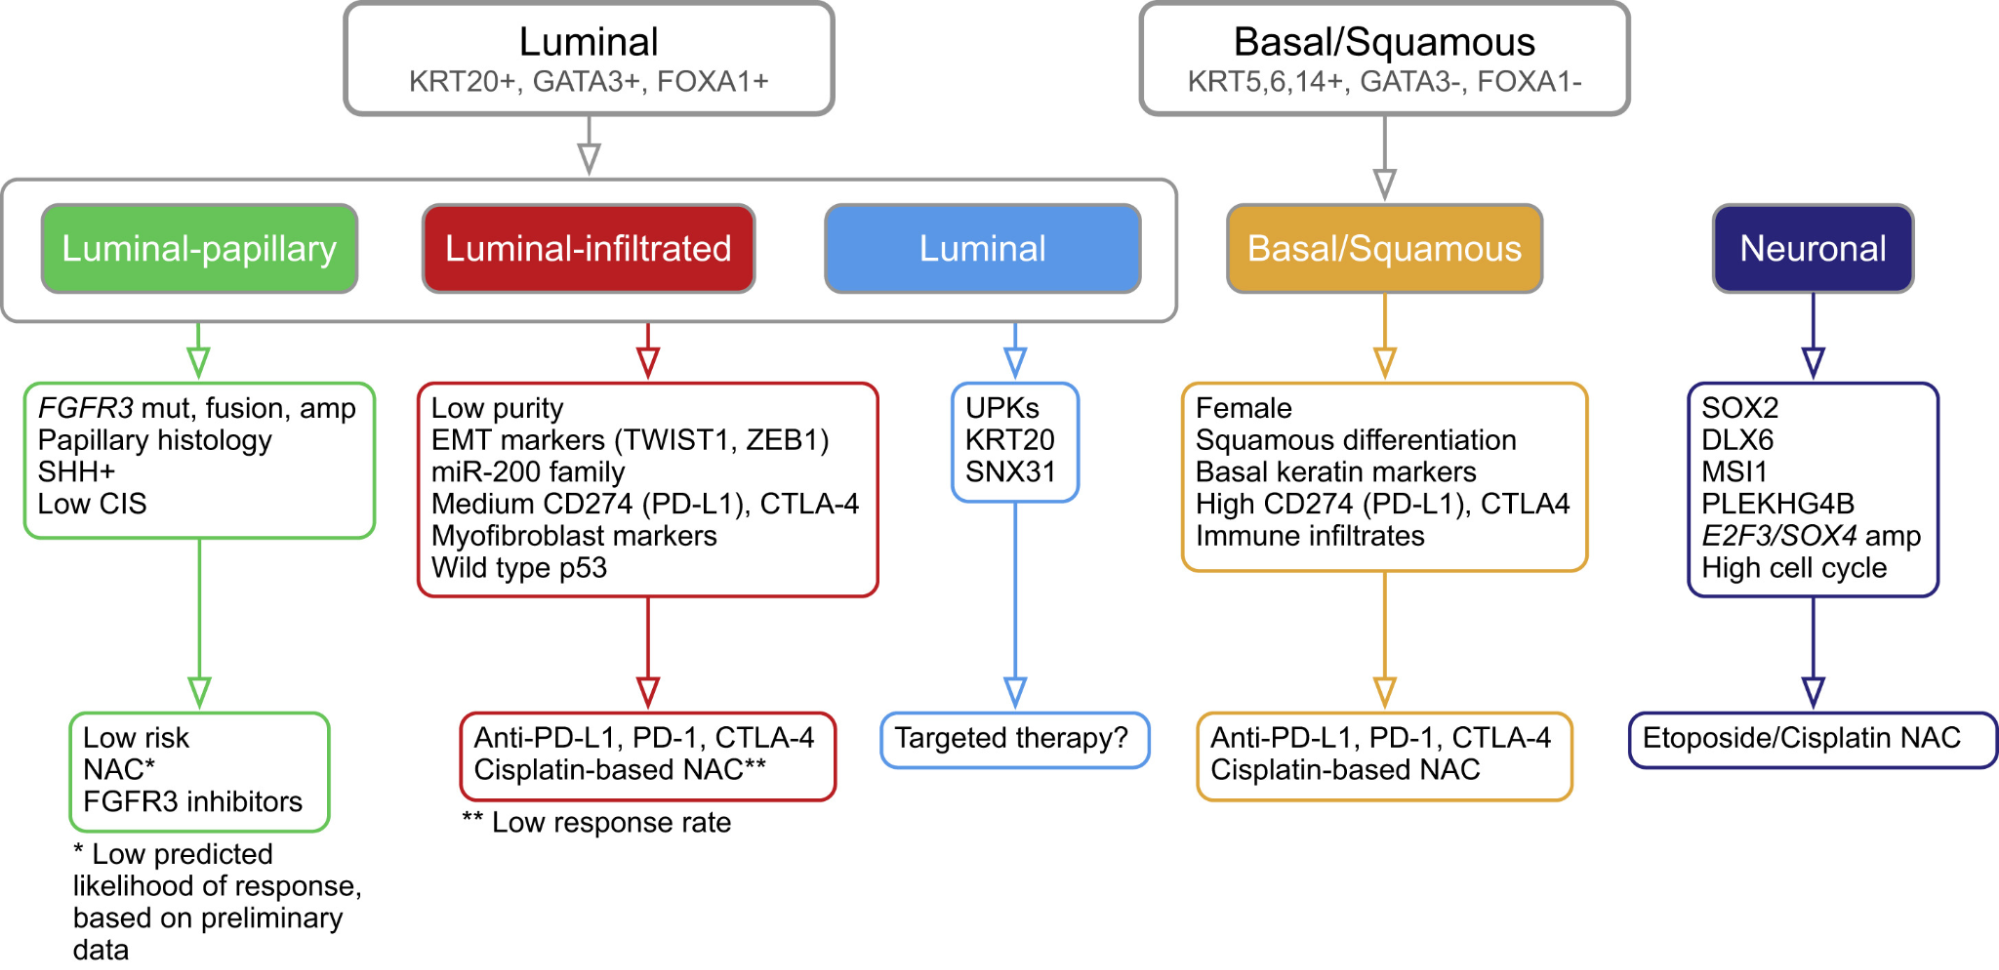 Luminal
KRT20+, GATA3+, FOXA1+
Basal/Squamous
KRT5,6,14+, GATA3-, FOXA1-
Luminal-papillary
Luminal-infiltrated
Luminal
Basal/Squamous
Neuronal
FGFR3 mut, fusion, amp
Papillary histology
SHH+
Low CIS
Low purity
EMT markers (TWIST1, ZEB1)
miR-200 family
Medium CD274 (PD-L1), CTLA-4
Myofibroblast markers
Wild type p53
UPKs
KRT20
SNX31
Female
Squamous differentiation
Basal keratin markers
High CD274 (PD-L1), CTLA4
Immune infiltrates
SOX2
DLX6
MSI1
PLEKHG4B
E2F3/SOX4 amp
High cell cycle
Low risk
NAC*
FGFR3 inhibitors
* Low predicted
likelihood of response,
based on preliminary
data
Anti-PD-L1, PD-1, CTLA-4
Cisplatin-based NAC**
** Low response rate
Targeted therapy?
Anti-PD-L1, PD-1, CTLA-4
Cisplatin-based NAC
Etoposide/Cisplatin NAC